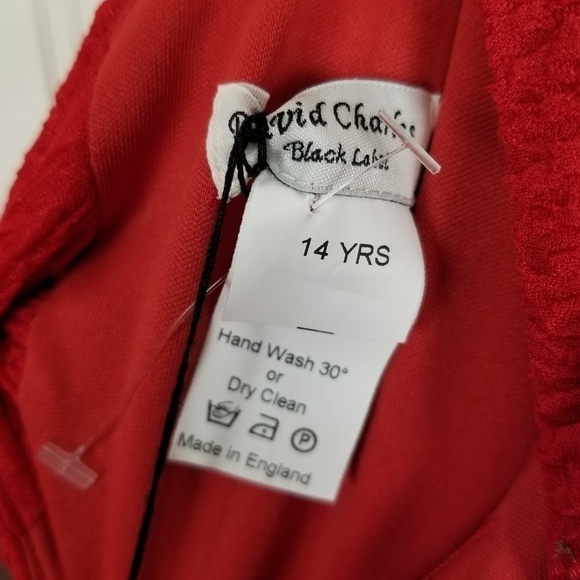 David Charles
Black Label
14 YRS
Hand Wash 30°
or
Dry Clean
P
Made in England